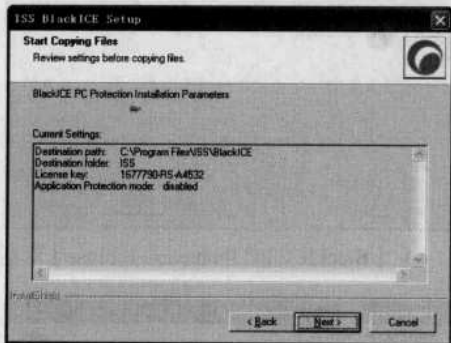 ISS BlackICE Setup
Start Copying Files
Review settings before copying files.
BlackICE PC Protection Installation Parameters
Current Settings:
Destination path: C:\Program Files\ISS\BlackICE
Destination folder: ISS
License key: 1677790-RS-A4532
Application Protection mode: disabled
InstallShield
< Back
Next >
Cancel